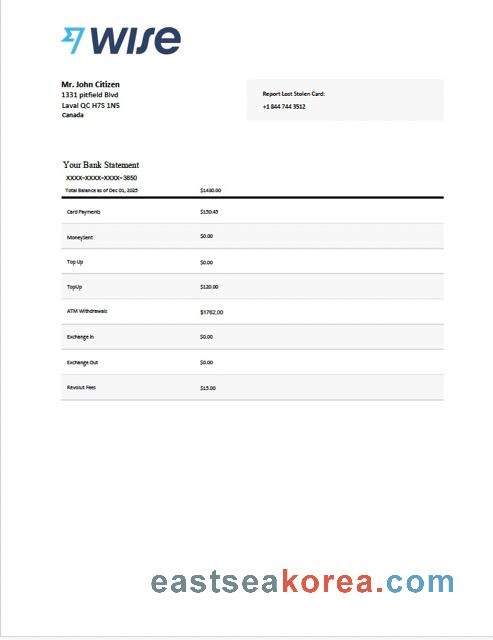 WISE
Mr. John Citizen
1331 pitfield Blvd
Laval QC H7S 1N5
Canada
Report Lost Stolen Card:
+1 844 744 3512
Your Bank Statement
XXXX-XXXX-XXXX-3850
Total Balance as of Dec 01, 2025 $1430.00
Card Payments $150.45
MoneySent $0.00
Top Up $0.00
TopUp $120.00
ATM Withdrawals $1762.00
Exchange In $0.00
Exchange Out $0.00
Revolut Fees $15.00
eastseakorea.com